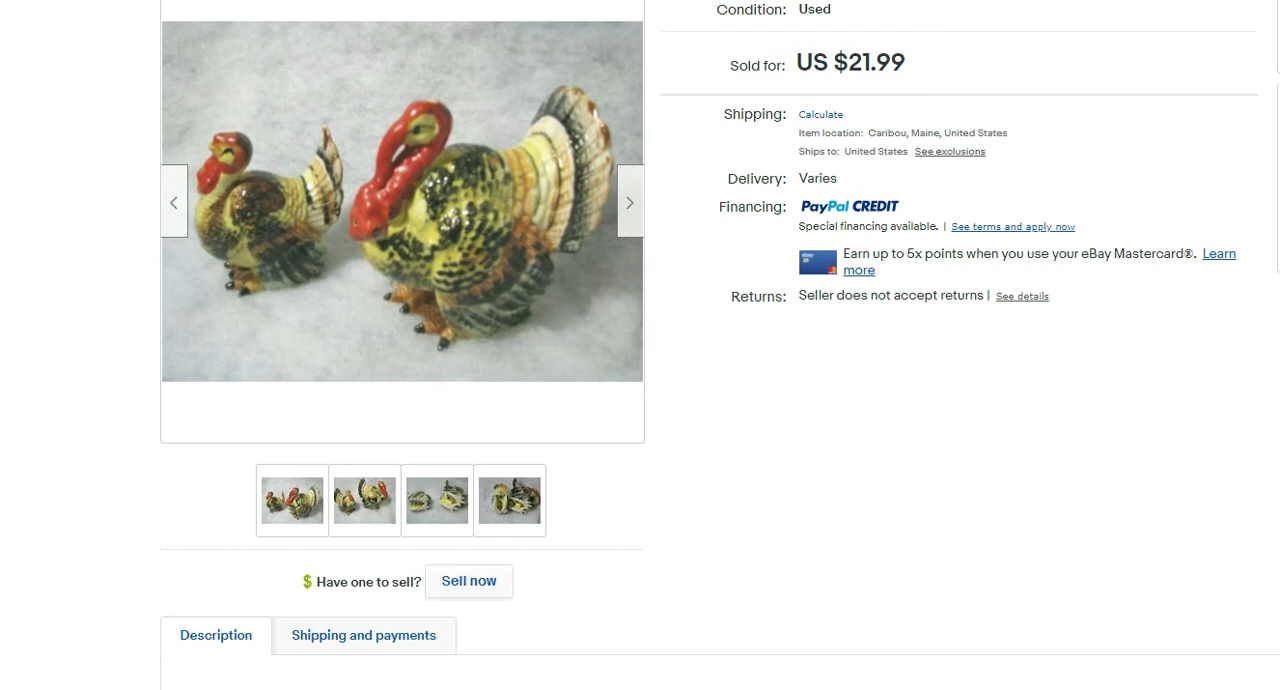 Condition: Used
Sold for: US $21.99
Shipping: Calculate
Item location: Caribou, Maine, United States
Ships to: United States See exclusions
Delivery: Varies
Financing: PayPal CREDIT
Special financing available. | See terms and apply now
Earn up to 5x points when you use your eBay Mastercard®. Learn
more
Returns: Seller does not accept returns | See details
$ Have one to sell? Sell now
Description Shipping and payments